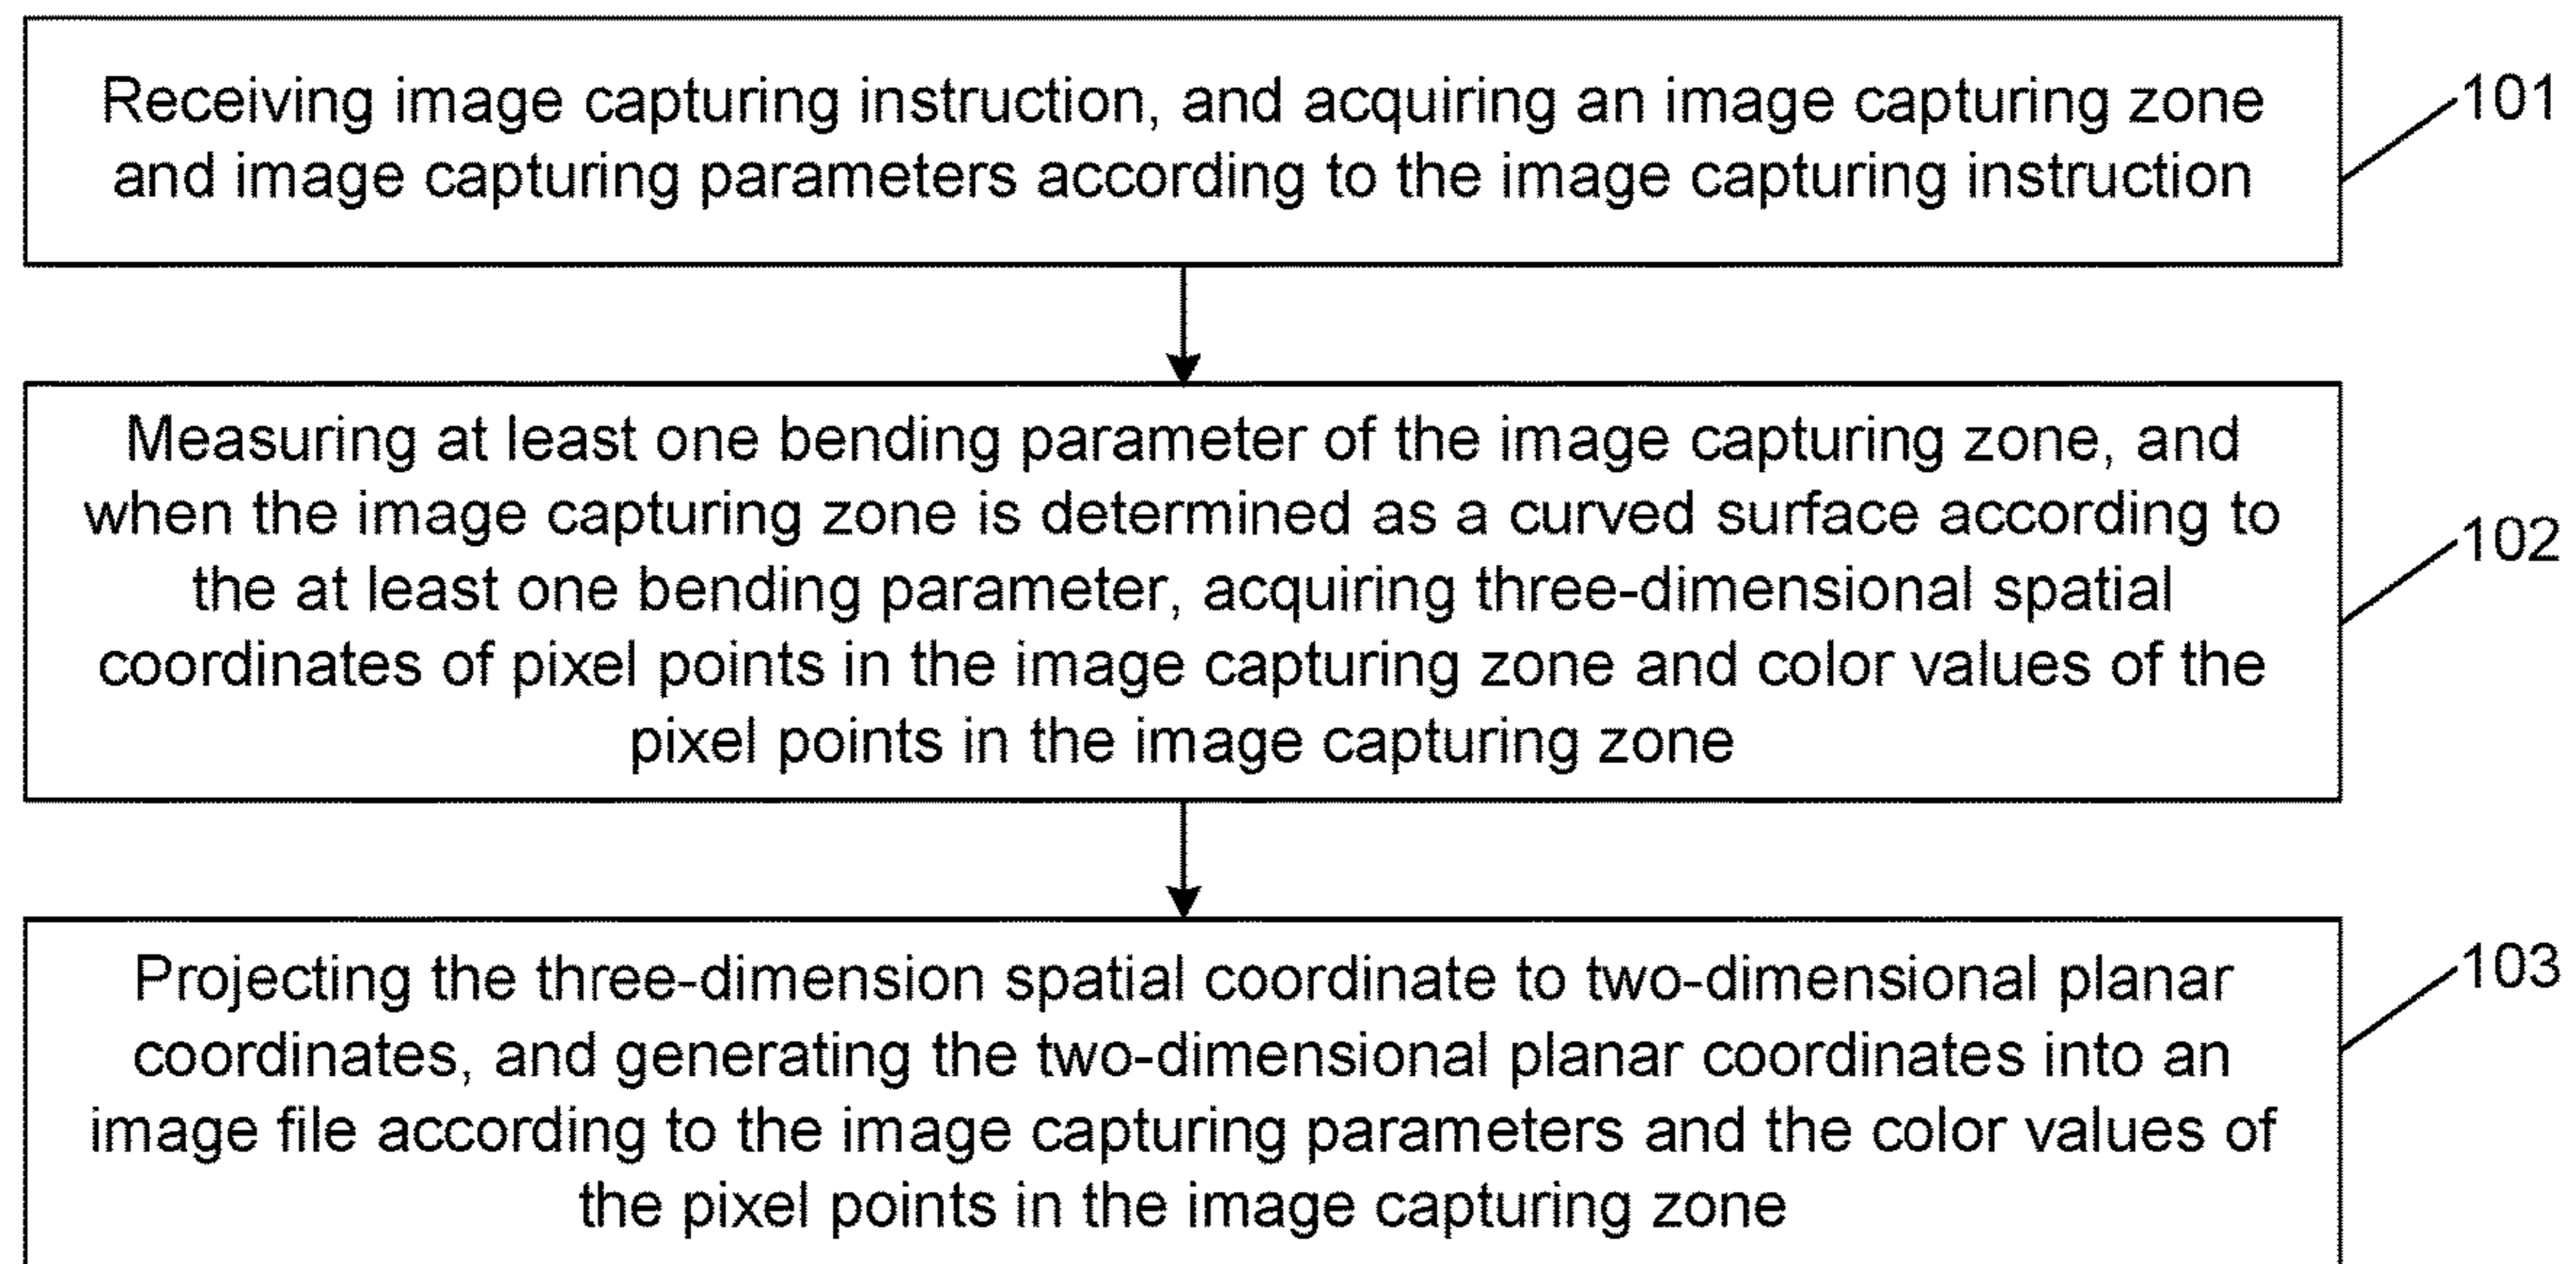 Receiving image capturing instruction, and acquiring an image capturing zone
and image capturing parameters according to the image capturing instruction
101
Measuring at least one bending parameter of the image capturing zone, and
when the image capturing zone is determined as a curved surface according to
the at least one bending parameter, acquiring three-dimensional spatial
coordinates of pixel points in the image capturing zone and color values of the
pixel points in the image capturing zone
102
Projecting the three-dimension spatial coordinate to two-dimensional planar
coordinates, and generating the two-dimensional planar coordinates into an
image file according to the image capturing parameters and the color values of
the pixel points in the image capturing zone
103